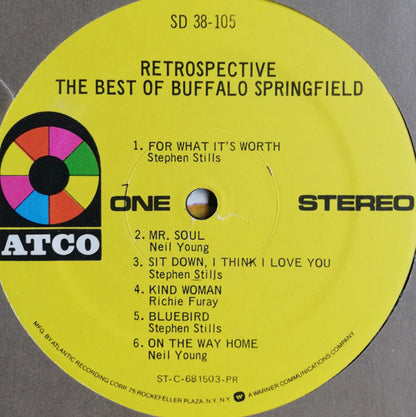 SD 38-105
RETROSPECTIVE
THE BEST OF BUFFALO SPRINGFIELD
1. FOR WHAT IT'S WORTH
Stephen Stills
ATCO
ONE
STEREO
2. MR. SOUL
Neil Young
3. SIT DOWN, I THINK I LOVE YOU
Stephen Stills
4. KIND WOMAN
Richie Furay
5. BLUEBIRD
Stephen Stills
6. ON THE WAY HOME
Neil Young
ST-C-681503-PR
MFG. BY ATLANTIC RECORDING CORP. 75 ROCKEFELLER PLAZA, N.Y., N.Y. W A WARNER COMMUNICATIONS COMPANY